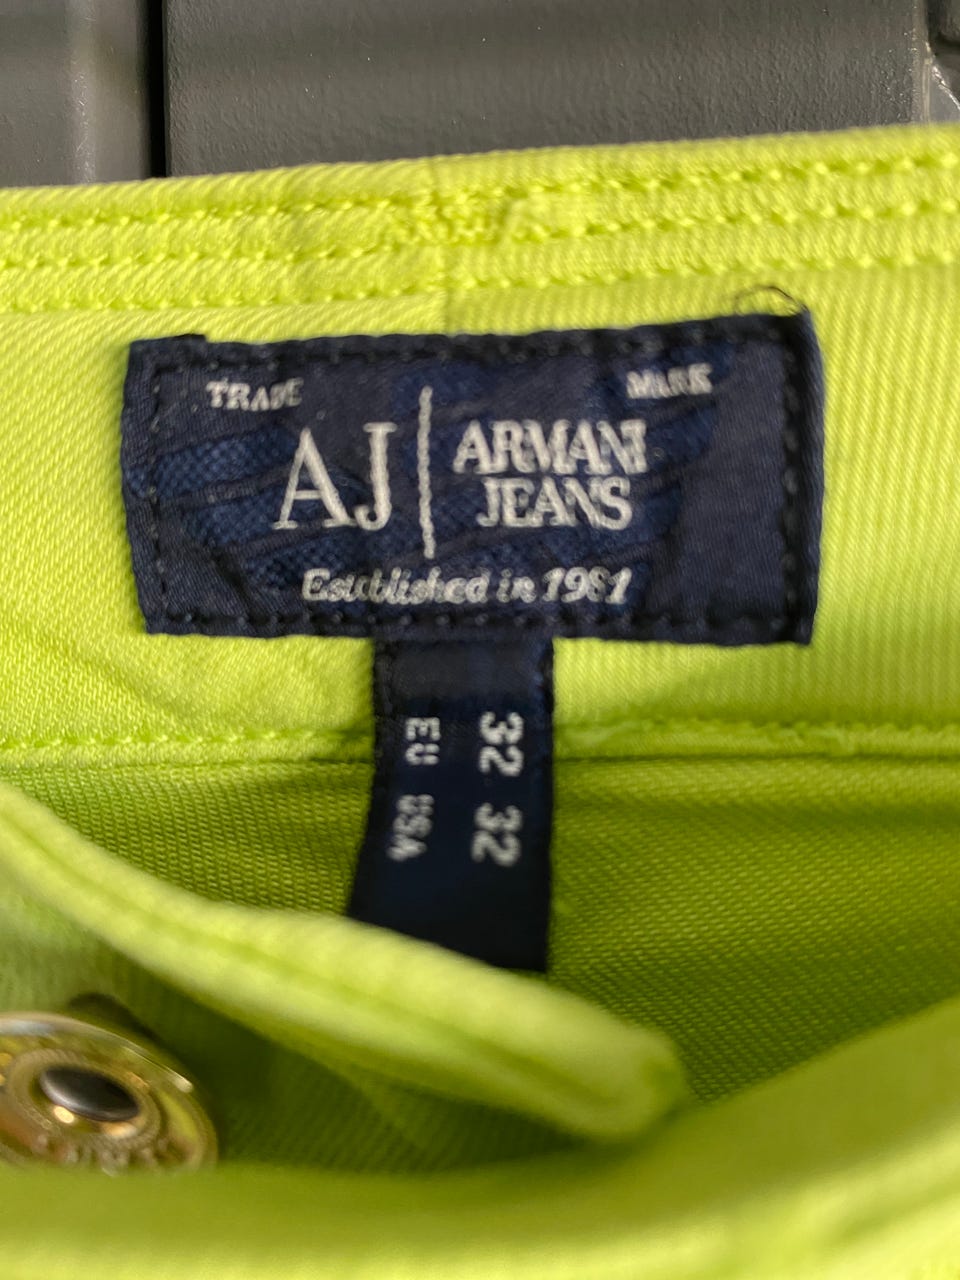 TRADE MARK
AJ | ARMANI
JEANS
Established in 1981
32 32
EU USA